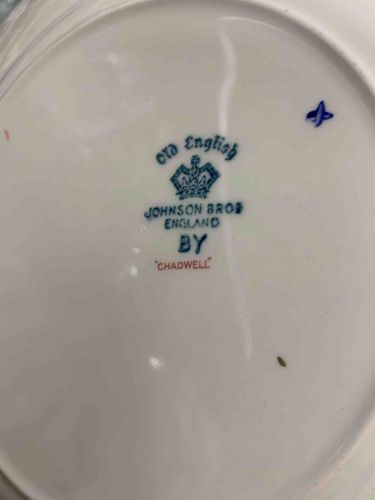 Old English
JOHNSON BROS
ENGLAND
BY
"CHADWELL"